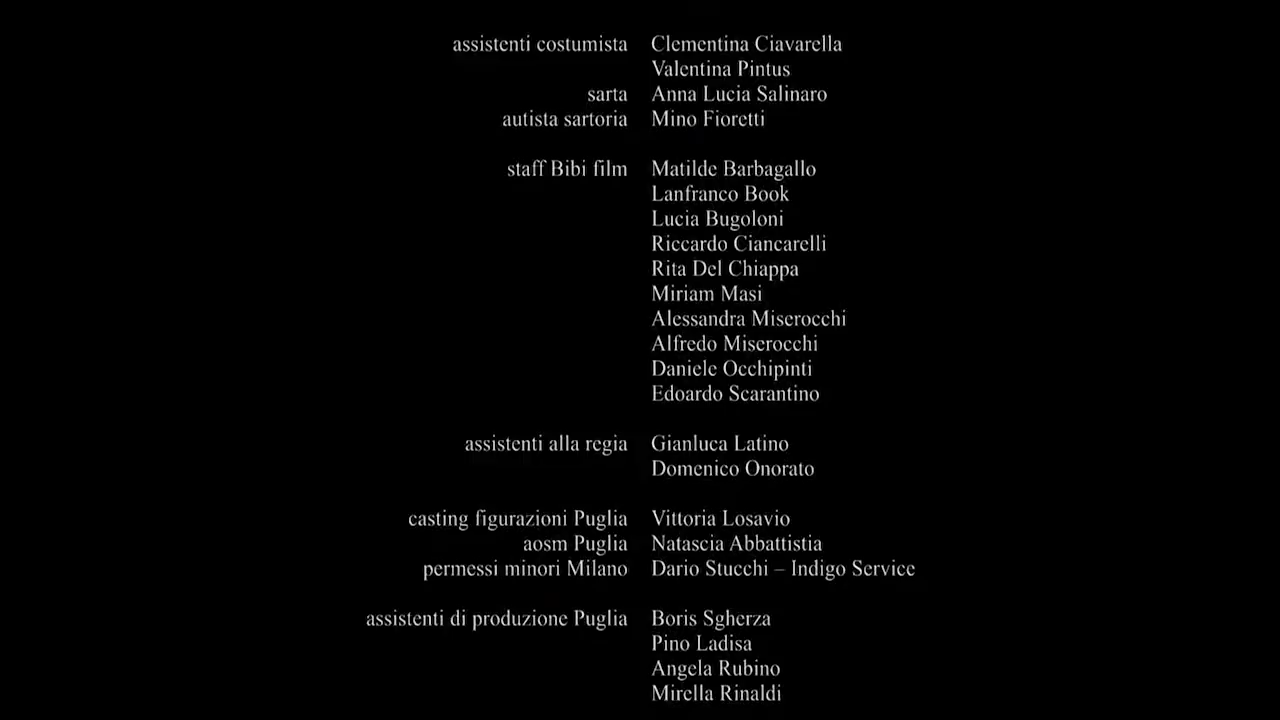 assistenti costumista Clementina Ciavarella
Valentina Pintus
sarta Anna Lucia Salinaro
autista sartoria Mino Fioretti
staff Bibi film Matilde Barbagallo
Lanfranco Book
Lucia Bugoloni
Riccardo Ciancarelli
Rita Del Chiappa
Miriam Masi
Alessandra Miserocchi
Alfredo Miserocchi
Daniele Occhipinti
Edoardo Scarantino
assistenti alla regia Gianluca Latino
Domenico Onorato
casting figurazioni Puglia Vittoria Losavio
aosm Puglia Natascia Abbattistia
permessi minori Milano Dario Stucchi – Indigo Service
assistenti di produzione Puglia Boris Sgherza
Pino Ladisa
Angela Rubino
Mirella Rinaldi